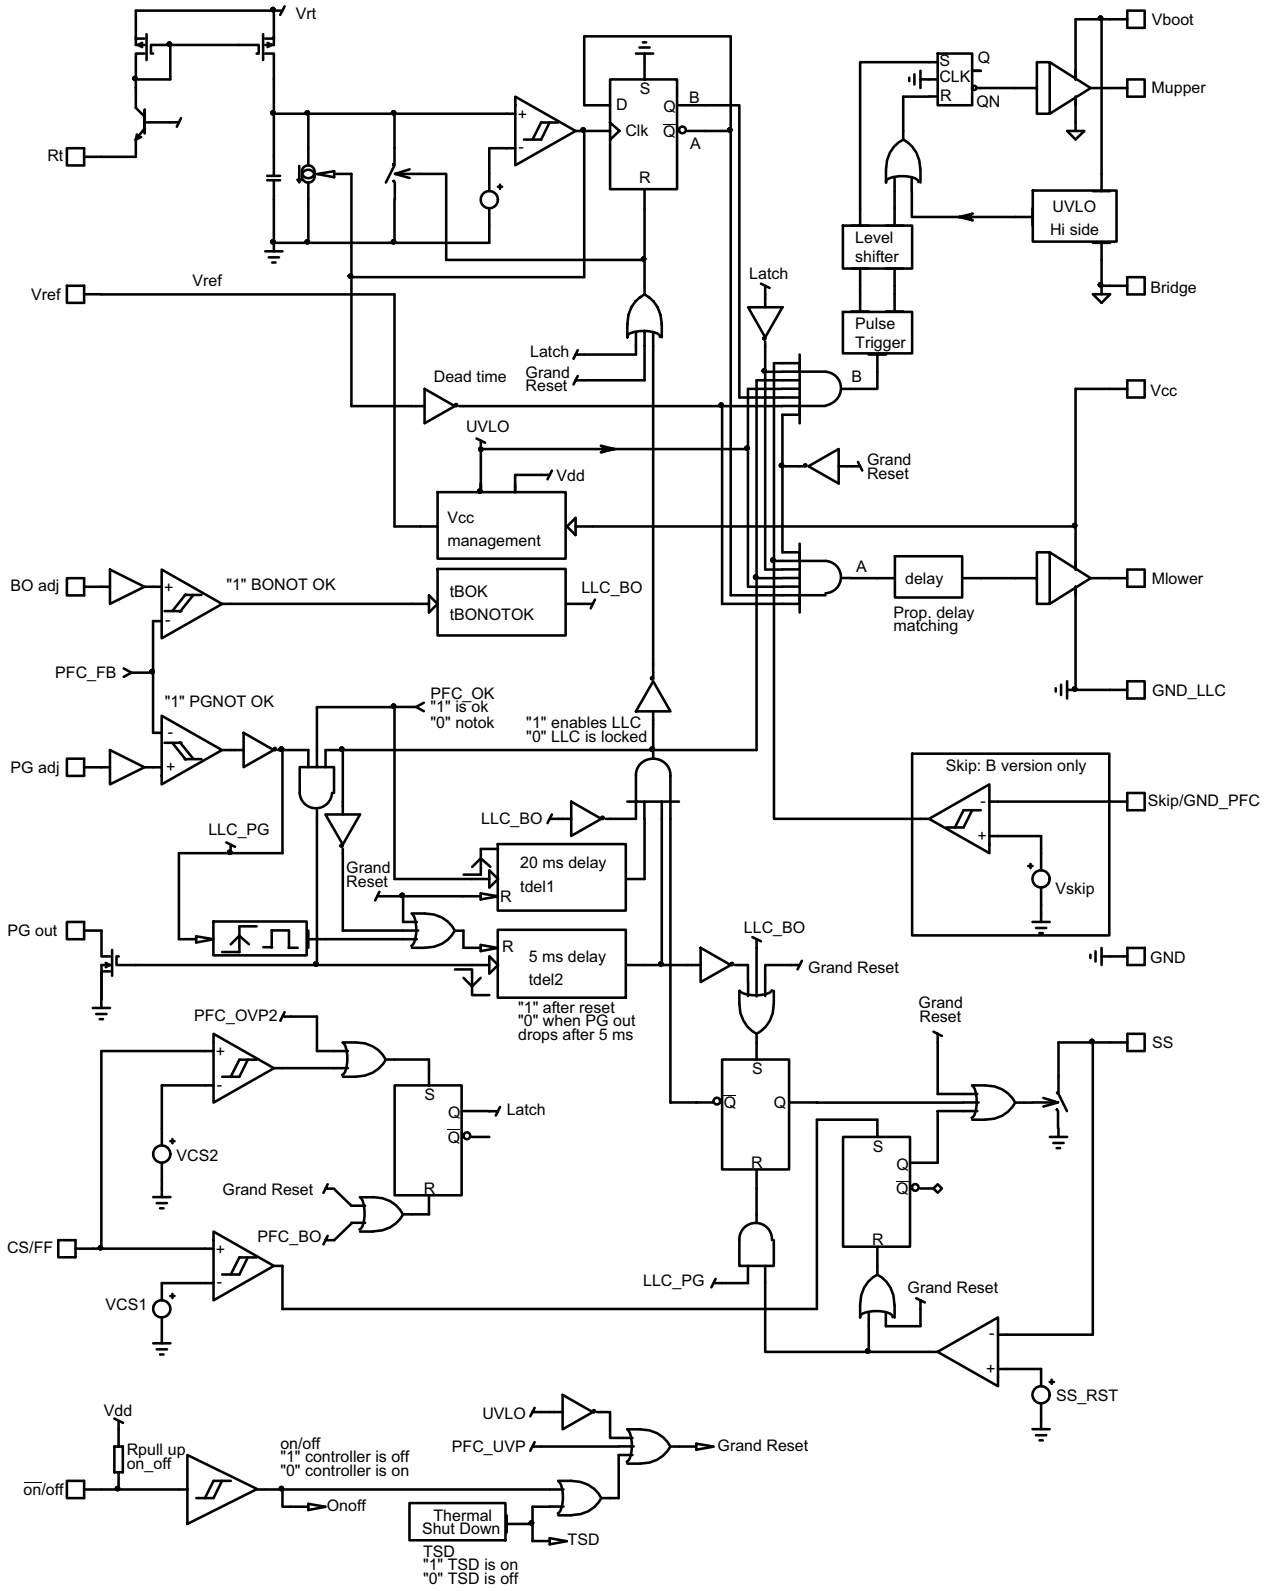 Vrt
Vboot
S
Q
CLK
R
QN
Mupper
S
D
Q
B
Clk
Q
A
R
+
-
+
Rt
UVLO
Hi side
Level
shifter
Vref
Vref
Latch
Bridge
Pulse
Trigger
Latch
Grand
Reset
Dead time
B
Vcc
UVLO
Grand
Reset
Vdd
Vcc
management
BO adj
+
-
"1" BONOT OK
tBOK
tBONOTOK
LLC_BO
A
delay
Mlower
Prop. delay
matching
PFC_FB
"1" PGNOT OK
PFC_OK
"1" is ok
"0" notok
"1" enables LLC
"0" LLC is locked
GND_LLC
PG adj
-
+
Skip: B version only
-
+
Skip/GND_PFC
LLC_BO
LLC_PG
Grand
Reset
20 ms delay
tdel1
R
+
Vskip
PG out
R
5 ms delay
tdel2
LLC_BO
Grand Reset
GND
"1" after reset
"0" when PG out
drops after 5 ms
PFC_OVP2
Grand
Reset
SS
+
-
S
Q
Q
R
Latch
S
Q
Q
R
+
VCS2
S
Q
Q
R
Grand Reset
PFC_BO
CS/FF
+
-
LLC_PG
+
VCS1
Grand Reset
-
+
+
SS_RST
Vdd
Rpull up
on_off
on/off
on/off
"1" controller is off
"0" controller is on
Onoff
UVLO
PFC_UVP
Grand Reset
Thermal
Shut Down
TSD
TSD
"1" TSD is on
"0" TSD is off